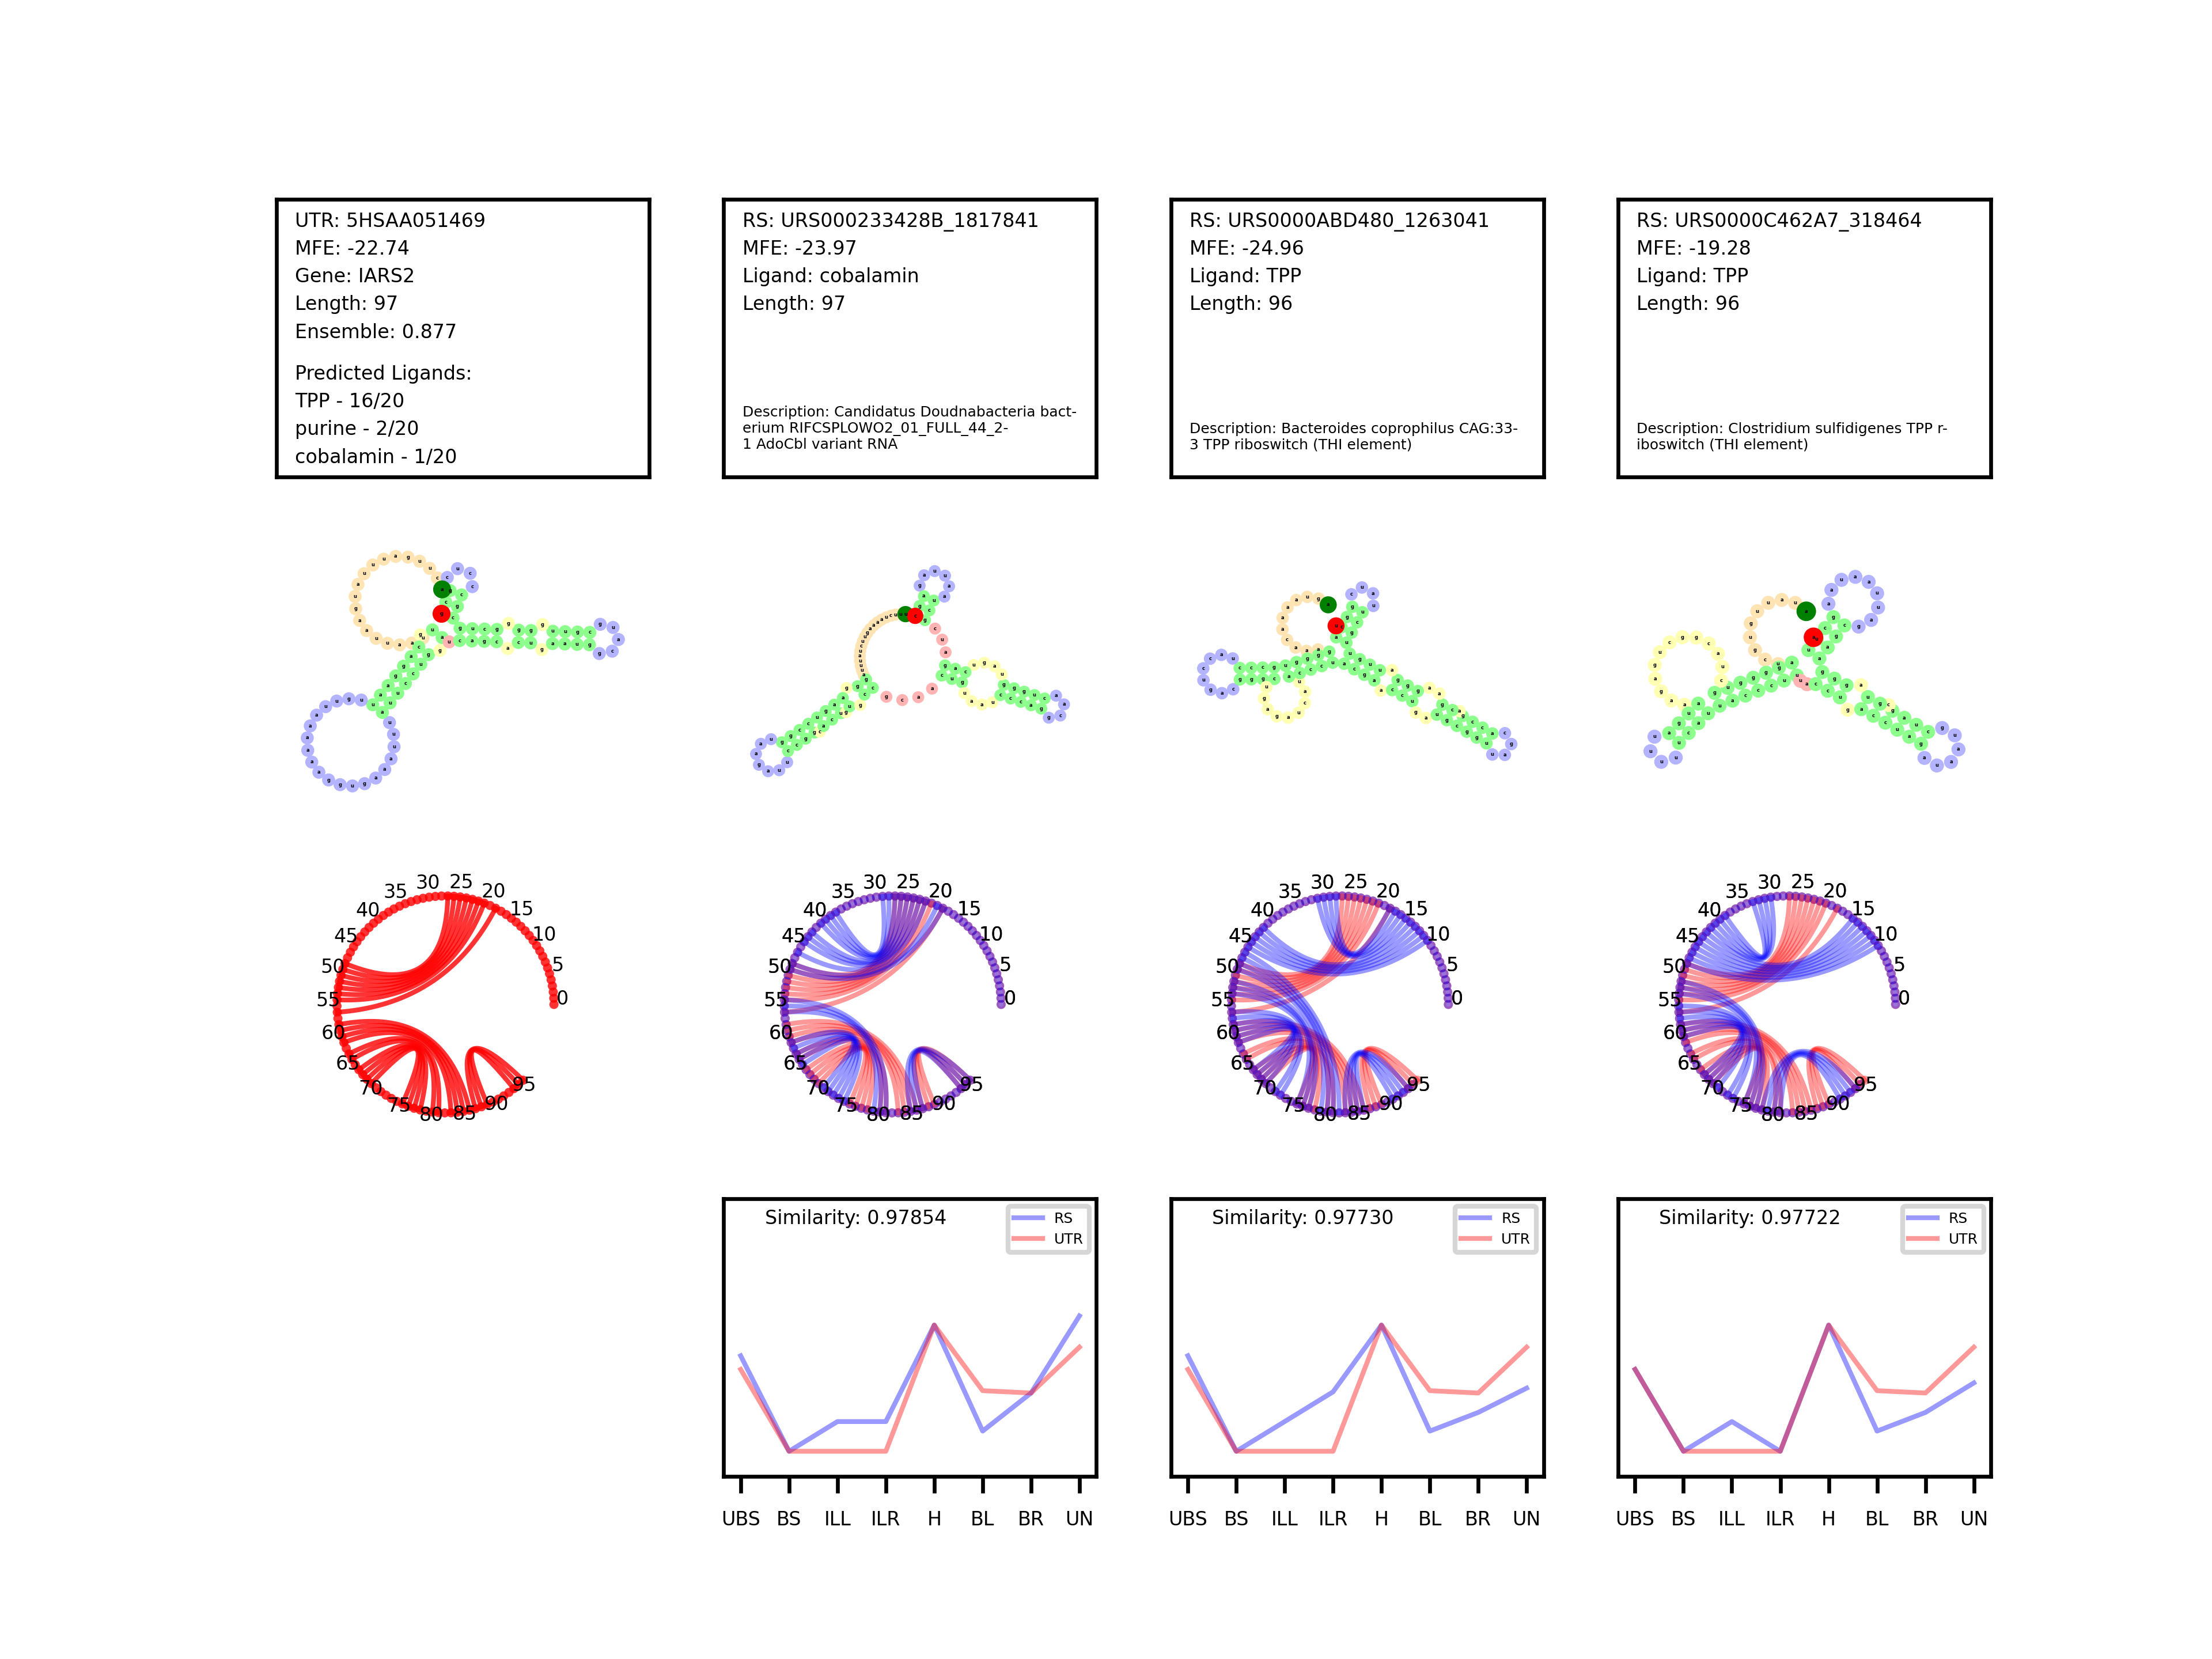 UTR: 5HSAA051469
MFE: -22.74
Gene: IARS2
Length: 97
Ensemble: 0.877
Predicted Ligands:
TPP - 16/20
purine - 2/20
cobalamin - 1/20
RS: URS000233428B_1817841
MFE: -23.97
Ligand: cobalamin
Length: 97
Description: Candidatus Doudnabacteria bact-
erium RIFCSPLOWO2_01_FULL_44_2-
1 AdoCbl variant RNA
RS: URS0000ABD480_1263041
MFE: -24.96
Ligand: TPP
Length: 96
Description: Bacteroides coprophilus CAG:33-
3 TPP riboswitch (THI element)
RS: URS0000C462A7_318464
MFE: -19.28
Ligand: TPP
Length: 96
Description: Clostridium sulfidigenes TPP r-
iboswitch (THI element)
0 5 10 15 20 25 30 35 40 45 50 55 60 65 70 75 80 85 90 95
0 5 10 15 20 25 30 35 40 45 50 55 60 65 70 75 80 85 90 95
0 5 10 15 20 25 30 35 40 45 50 55 60 65 70 75 80 85 90 95
0 5 10 15 20 25 30 35 40 45 50 55 60 65 70 75 80 85 90 95
Similarity: 0.97854
RS
UTR
UBS BS ILL ILR H BL BR UN
Similarity: 0.97730
RS
UTR
UBS BS ILL ILR H BL BR UN
Similarity: 0.97722
RS
UTR
UBS BS ILL ILR H BL BR UN